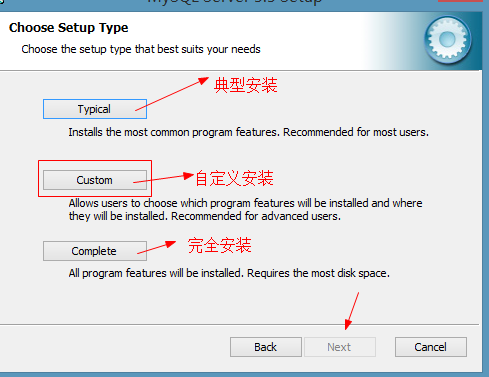 MySQL Server 5.5 Setup
Choose Setup Type
Choose the setup type that best suits your needs
典型安装
Typical
Installs the most common program features. Recommended for most users.
Custom
自定义安装
Allows users to choose which program features will be installed and where
they will be installed. Recommended for advanced users.
完全安装
Complete
All program features will be installed. Requires the most disk space.
Back
Next
Cancel